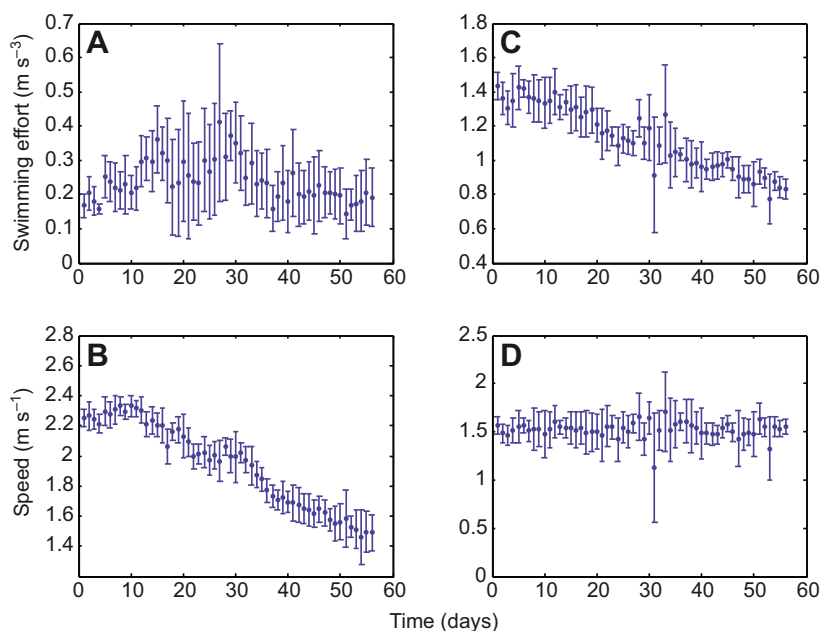 A
Swimming effort (m s−3)
0.7
0.6
0.5
0.4
0.3
0.2
0.1
0
0 10 20 30 40 50 60
C
1.8
1.6
1.4
1.2
1
0.8
0.6
0.4
0 10 20 30 40 50 60
B
Speed (m s−1)
2.8
2.6
2.4
2.2
2
1.8
1.6
1.4
0 10 20 30 40 50 60
D
2.5
2
1.5
1
0.5
0
0 10 20 30 40 50 60
Time (days)